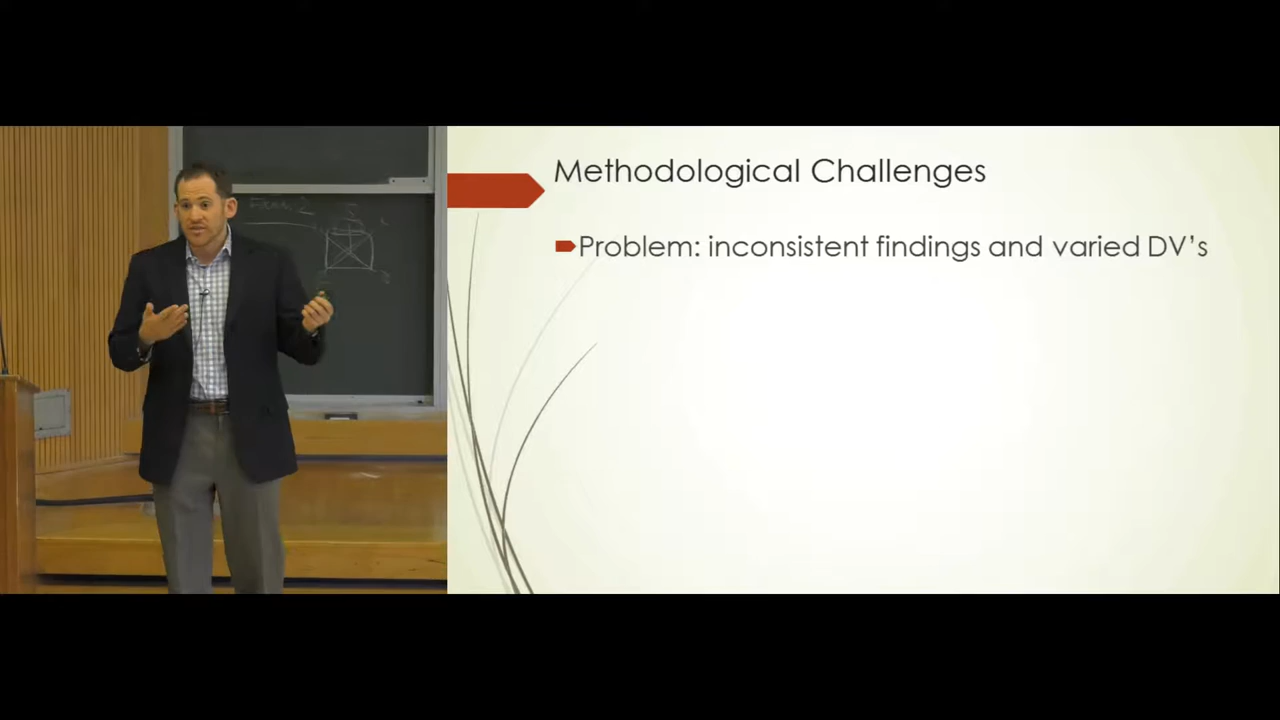 Methodological Challenges
Problem: inconsistent findings and varied DV's